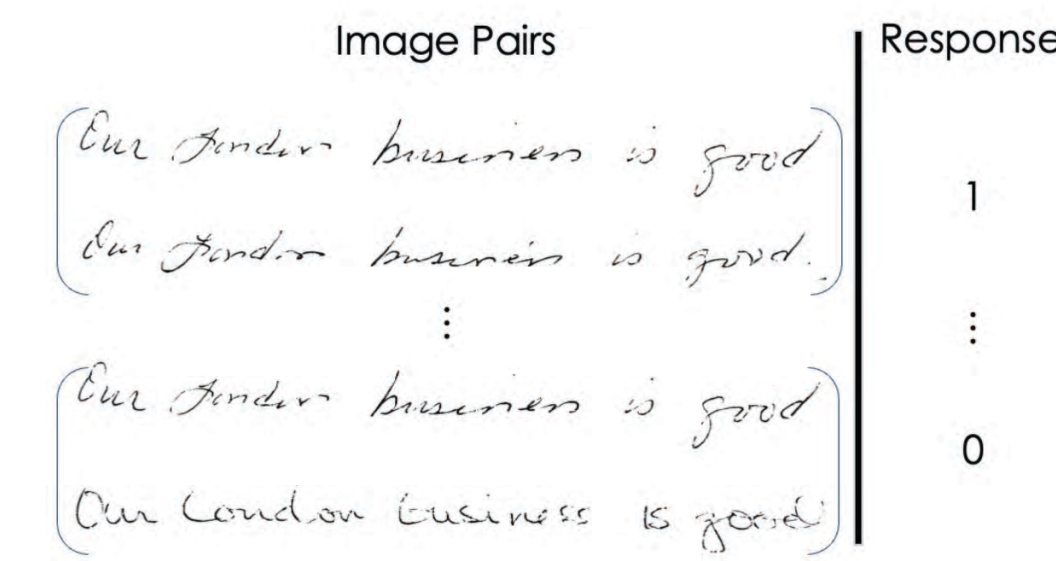 Image Pairs
Response
Our London business is good
1
Our London business is good.
⋮
⋮
Our London business is good
0
Our London business is good